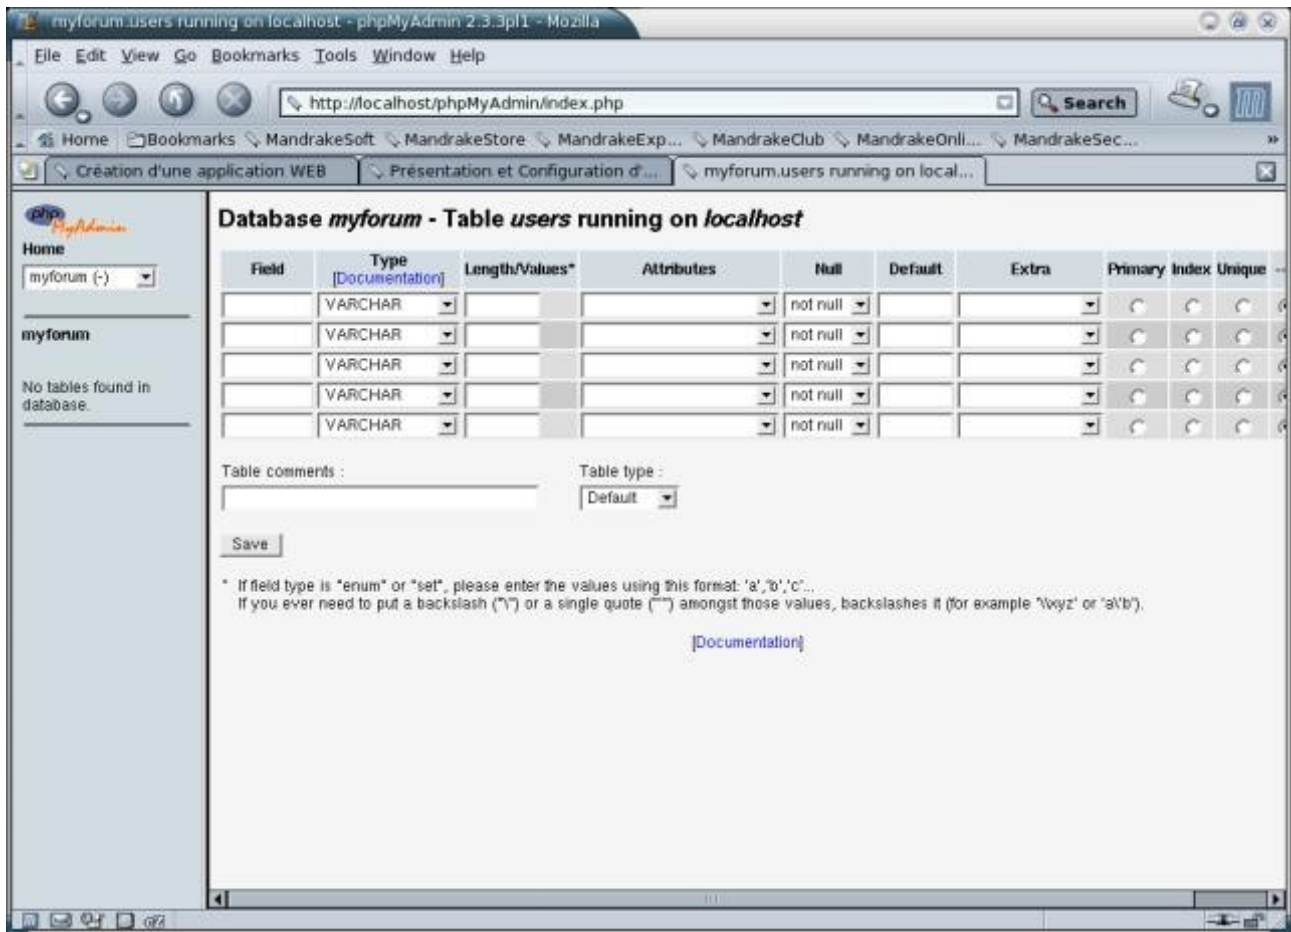 myforum.users running on localhost - phpMyAdmin 2.3.3pl1 - Mozilla
File Edit View Go Bookmarks Tools Window Help
http://localhost/phpMyAdmin/index.php Search
Home Bookmarks MandrakeSoft MandrakeStore MandrakeExp... MandrakeClub MandrakeOnli... MandrakeSec...
Création d'une application WEB Présentation et Configuration d'... myforum.users running on local...
php MyAdmin
Home
myforum (-)
myforum
No tables found in
database.
Database myforum - Table users running on localhost
Field Type [Documentation] Length/Values* Attributes Null Default Extra Primary Index Unique ---
VARCHAR not null
VARCHAR not null
VARCHAR not null
VARCHAR not null
VARCHAR not null
Table comments : Table type :
Default
Save
* If field type is "enum" or "set", please enter the values using this format: 'a','b','c'...
If you ever need to put a backslash ("\") or a single quote ("'") amongst those values, backslashes it (for example '\\xyz' or 'a\'b').
[Documentation]